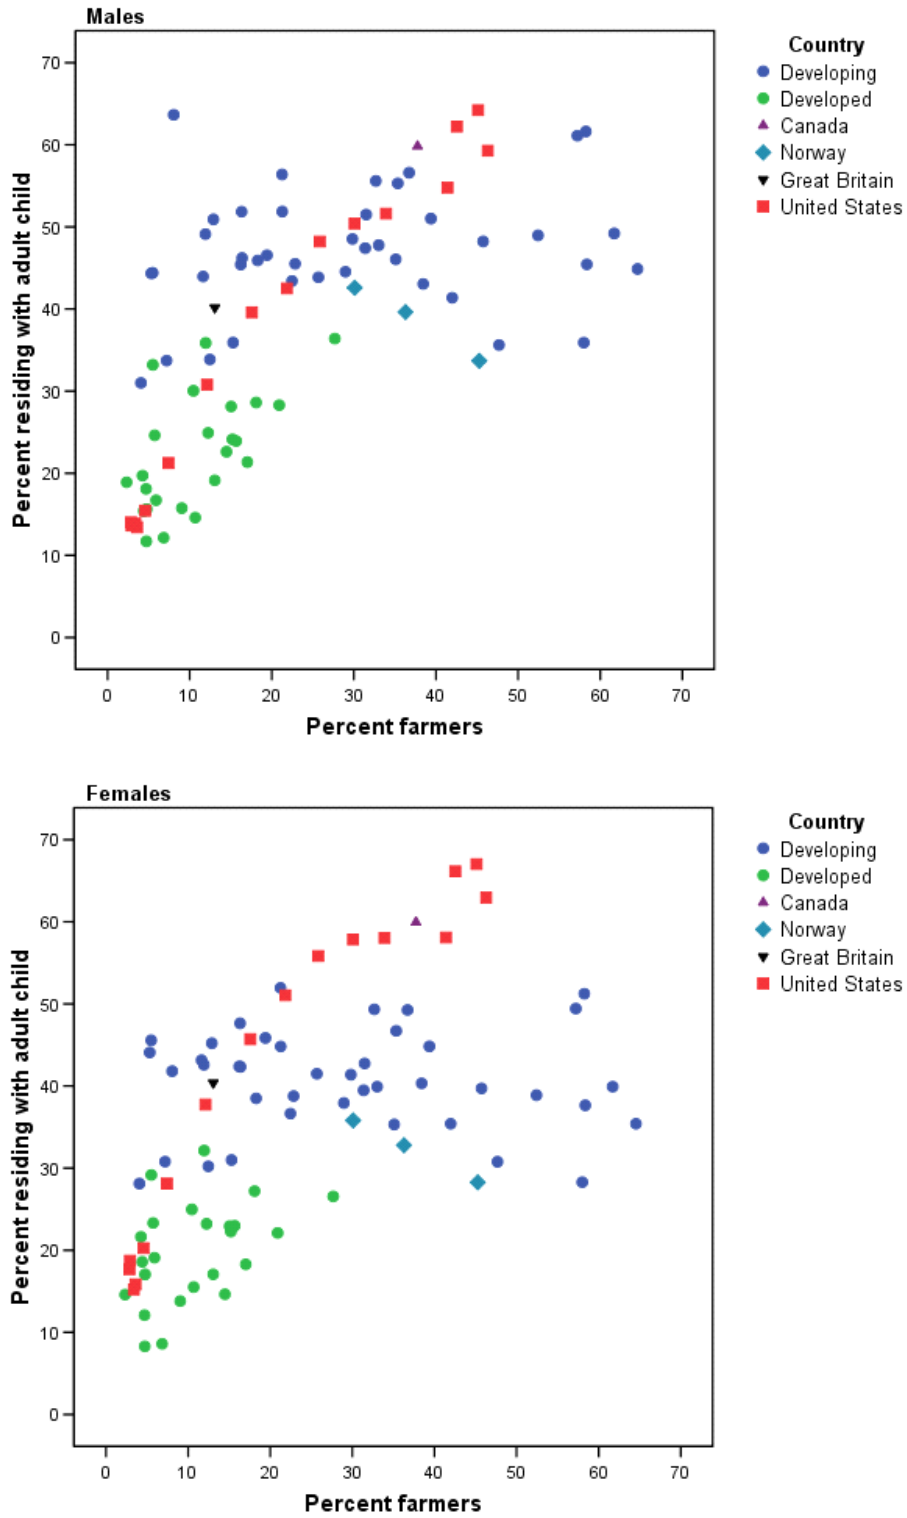 Males
Country
Developing
Developed
Canada
Norway
Great Britain
United States
Percent residing with adult child
70
60
50
40
30
20
10
0
0 10 20 30 40 50 60 70
Percent farmers
Females
Country
Developing
Developed
Canada
Norway
Great Britain
United States
Percent residing with adult child
70
60
50
40
30
20
10
0
0 10 20 30 40 50 60 70
Percent farmers